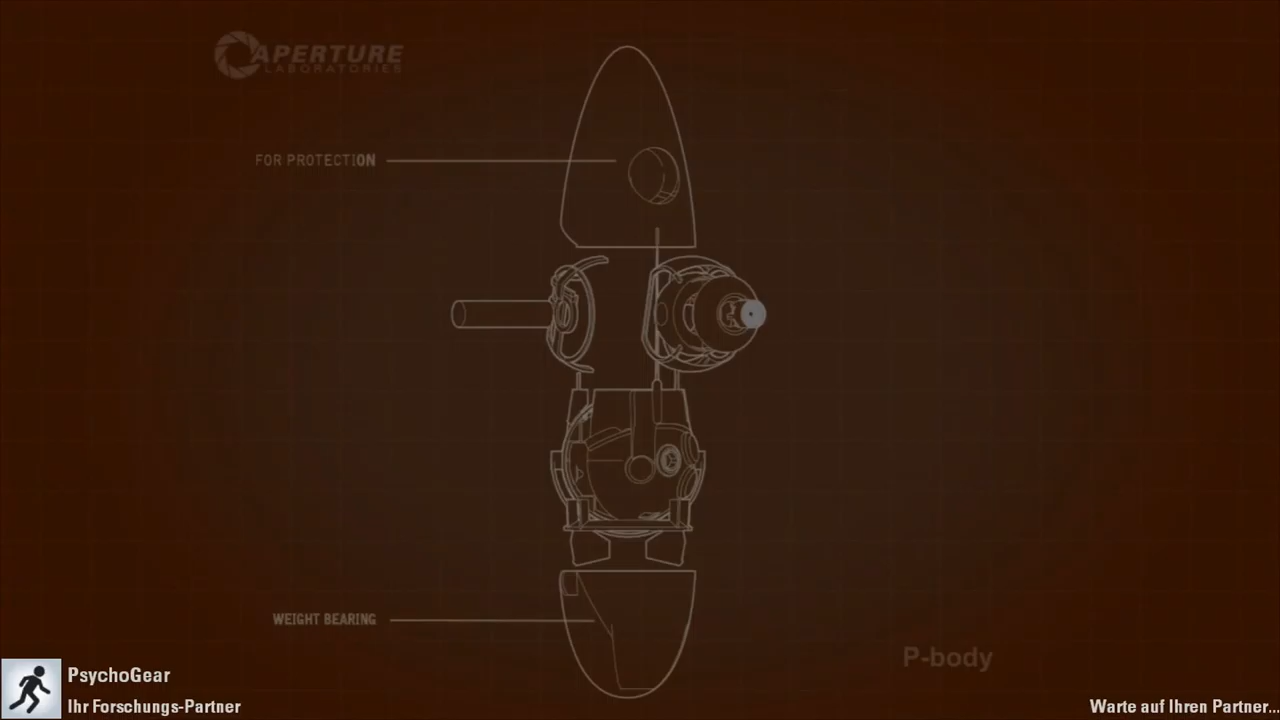 APERTURE
LABORATORIES
FOR PROTECTION
WEIGHT BEARING
P-body
PsychoGear
Ihr Forschungs-Partner
Warte auf Ihren Partner...